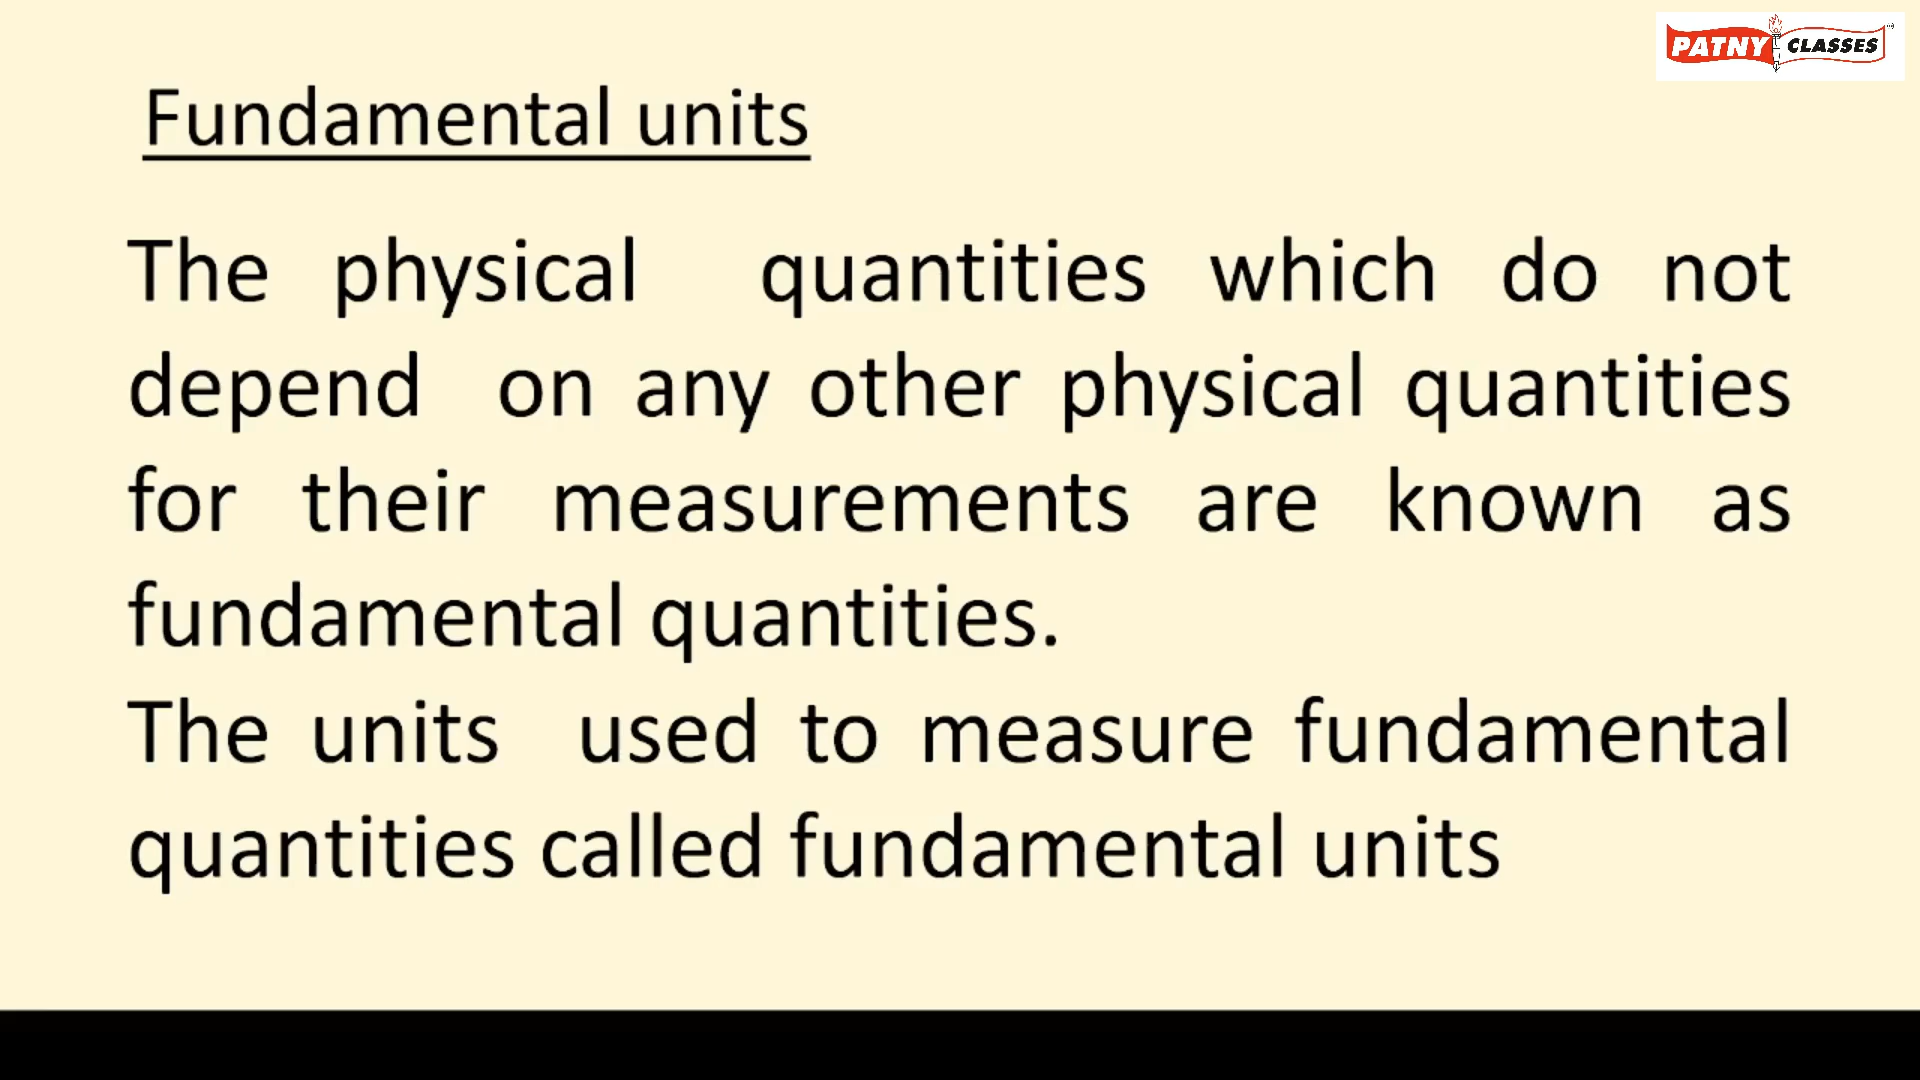 PATNY CLASSES
Fundamental units
The physical quantities which do not
depend on any other physical quantities
for their measurements are known as
fundamental quantities.
The units used to measure fundamental
quantities called fundamental units